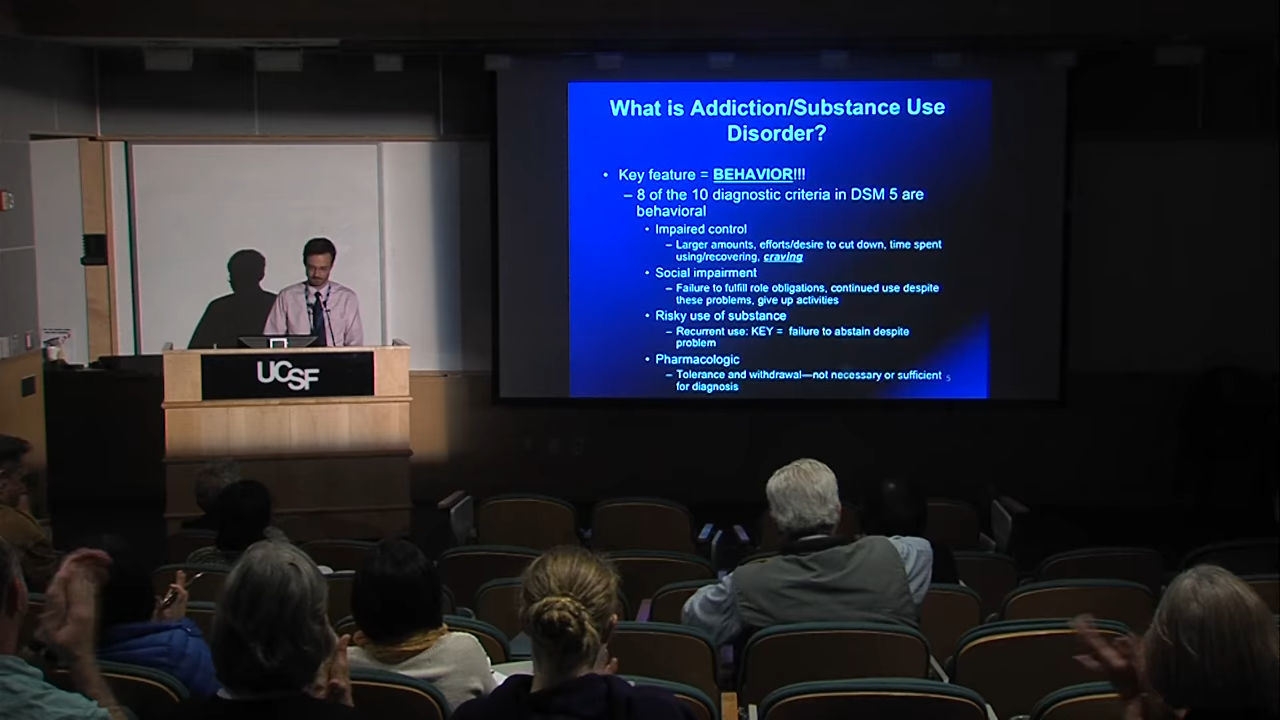 What is Addiction/Substance Use
Disorder?
• Key feature = BEHAVIOR!!!
– 8 of the 10 diagnostic criteria in DSM 5 are
behavioral
• Impaired control
– Larger amounts, efforts/desire to cut down, time spent
using/recovering, craving
• Social impairment
– Failure to fulfill role obligations, continued use despite
these problems, give up activities
• Risky use of substance
– Recurrent use: KEY = failure to abstain despite
problem
• Pharmacologic
– Tolerance and withdrawal—not necessary or sufficient
for diagnosis
5
UCSF